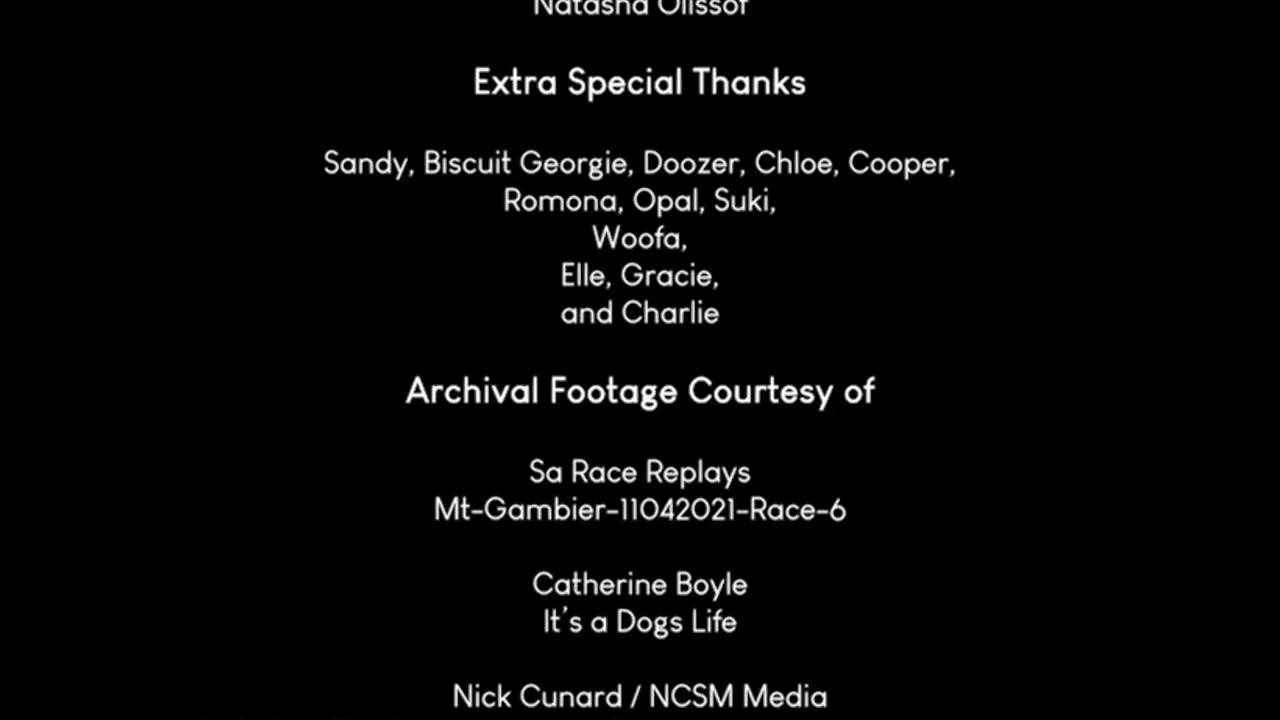 Natasha Olissof
Extra Special Thanks
Sandy, Biscuit Georgie, Doozer, Chloe, Cooper,
Romona, Opal, Suki,
Woofa,
Elle, Gracie,
and Charlie
Archival Footage Courtesy of
Sa Race Replays
Mt-Gambier-11042021-Race-6
Catherine Boyle
It's a Dogs Life
Nick Cunard / NCSM Media